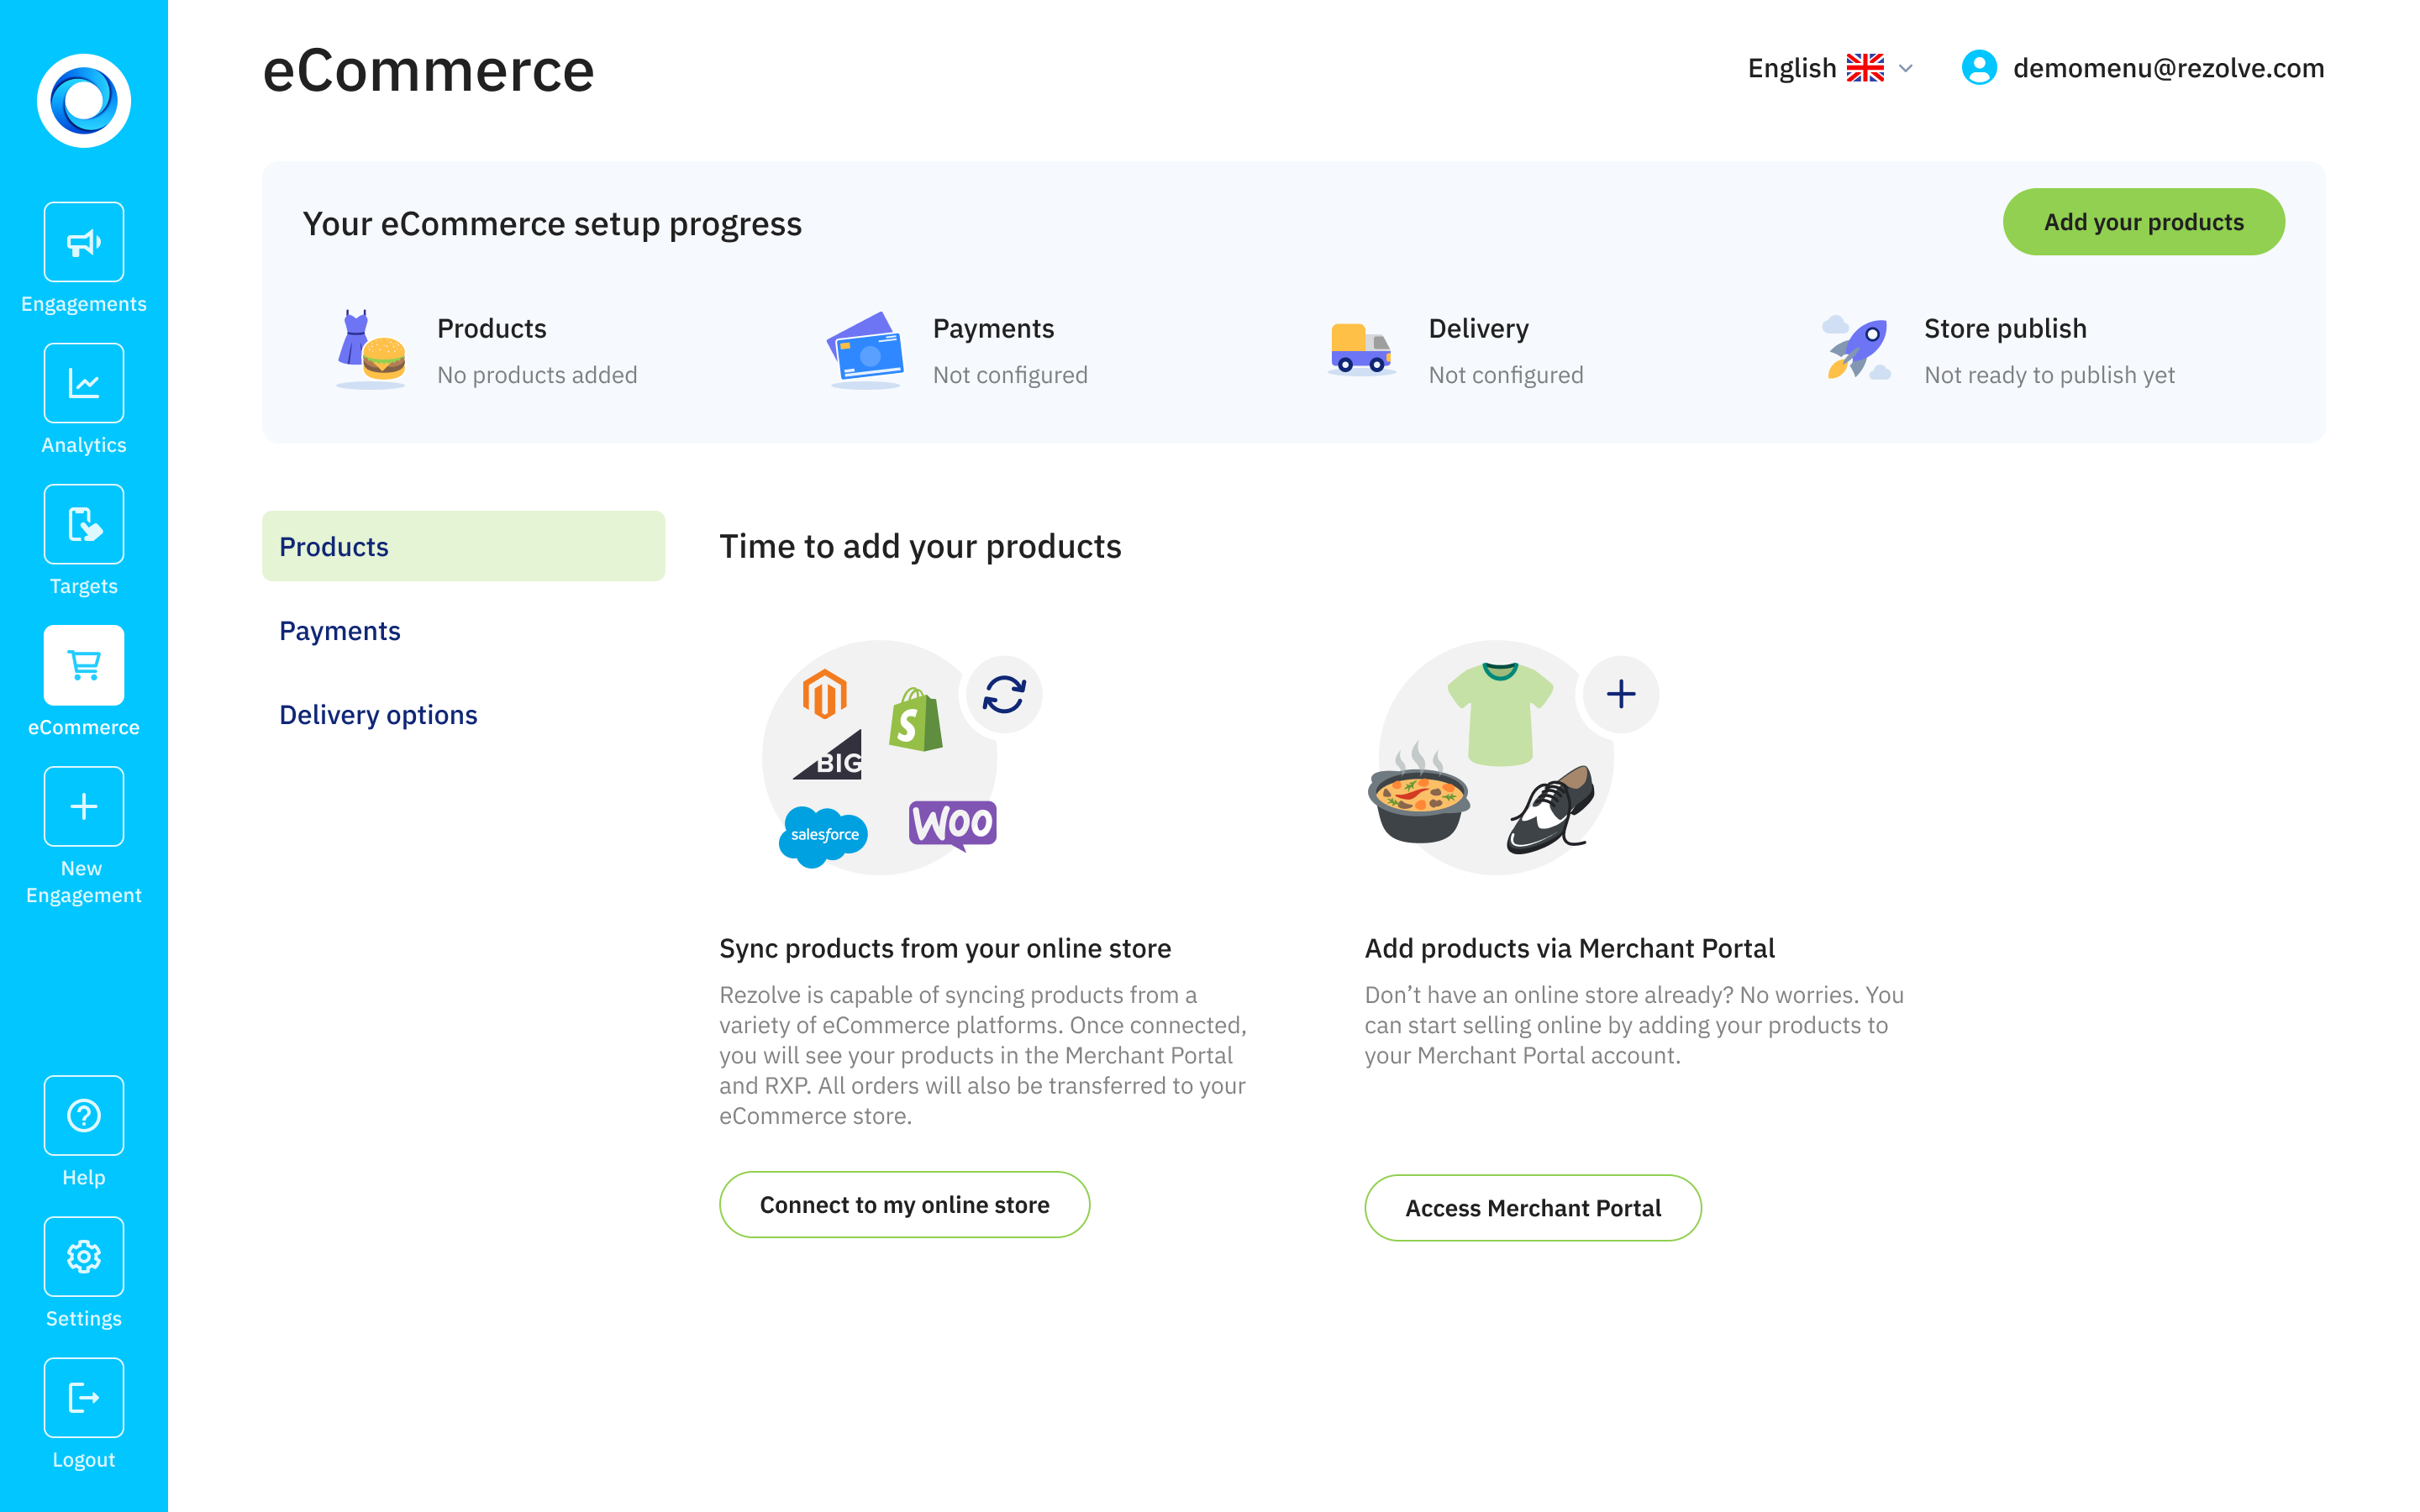 eCommerce
English
demomenu@rezolve.com
Engagements
Analytics
Targets
eCommerce
New
Engagement
Help
Settings
Logout
Your eCommerce setup progress
Add your products
Products
No products added
Payments
Not configured
Delivery
Not configured
Store publish
Not ready to publish yet
Products
Payments
Delivery options
Time to add your products
S
BIG
salesforce
Woo
Sync products from your online store
Rezolve is capable of syncing products from a
variety of eCommerce platforms. Once connected,
you will see your products in the Merchant Portal
and RXP. All orders will also be transferred to your
eCommerce store.
Connect to my online store
Add products via Merchant Portal
Don’t have an online store already? No worries. You
can start selling online by adding your products to
your Merchant Portal account.
Access Merchant Portal